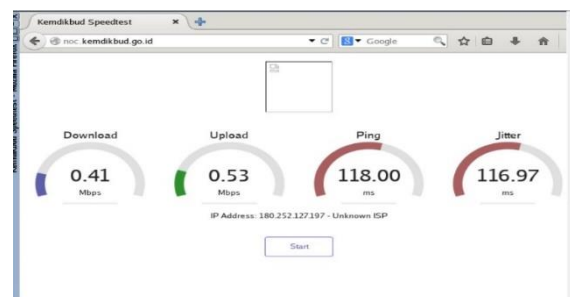 Kemdikbud Speedtest
noc.kemdikbud.go.id
Google
Download Upload Ping Jitter
0.41 0.53 118.00 116.97
Mbps Mbps ms ms
IP Address: 180.252.127.197 - Unknown ISP
Start